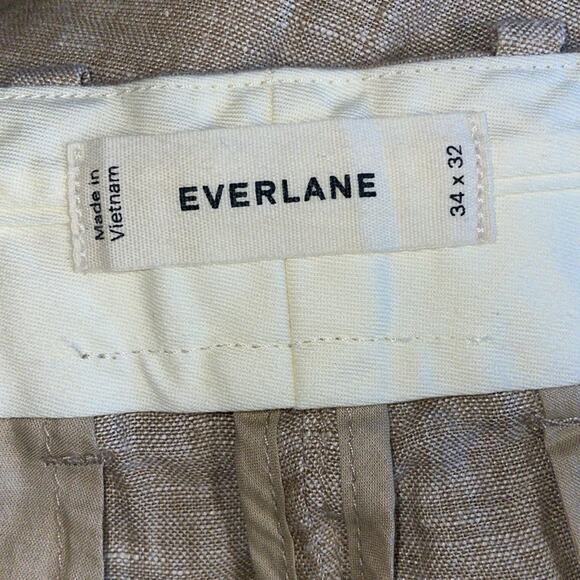 Made in
Vietnam
EVERLANE
34 x 32